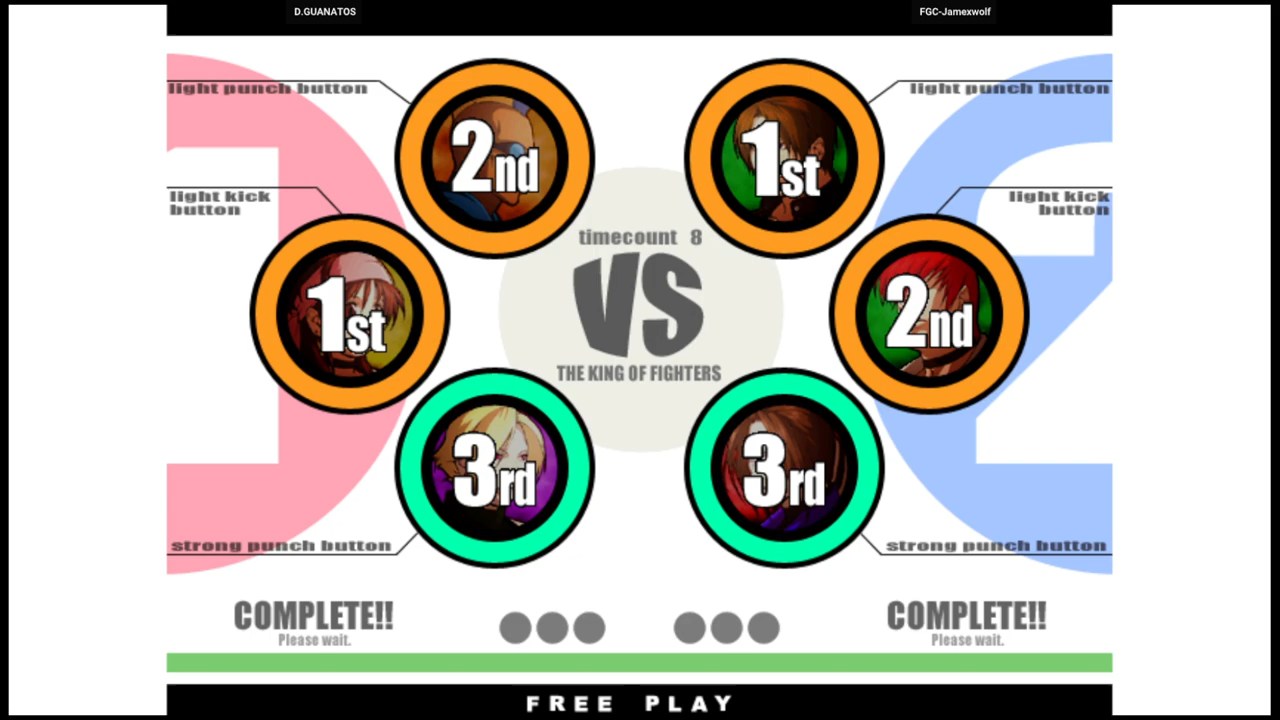 D.GUANATOS
FGC-Jamexwolf
light punch button
light punch button
2nd
1st
light kick
button
light kick
button
timecount 8
VS
THE KING OF FIGHTERS
1st
2nd
3rd
3rd
strong punch button
strong punch button
COMPLETE!!
Please wait.
COMPLETE!!
Please wait.
FREE PLAY
1
2